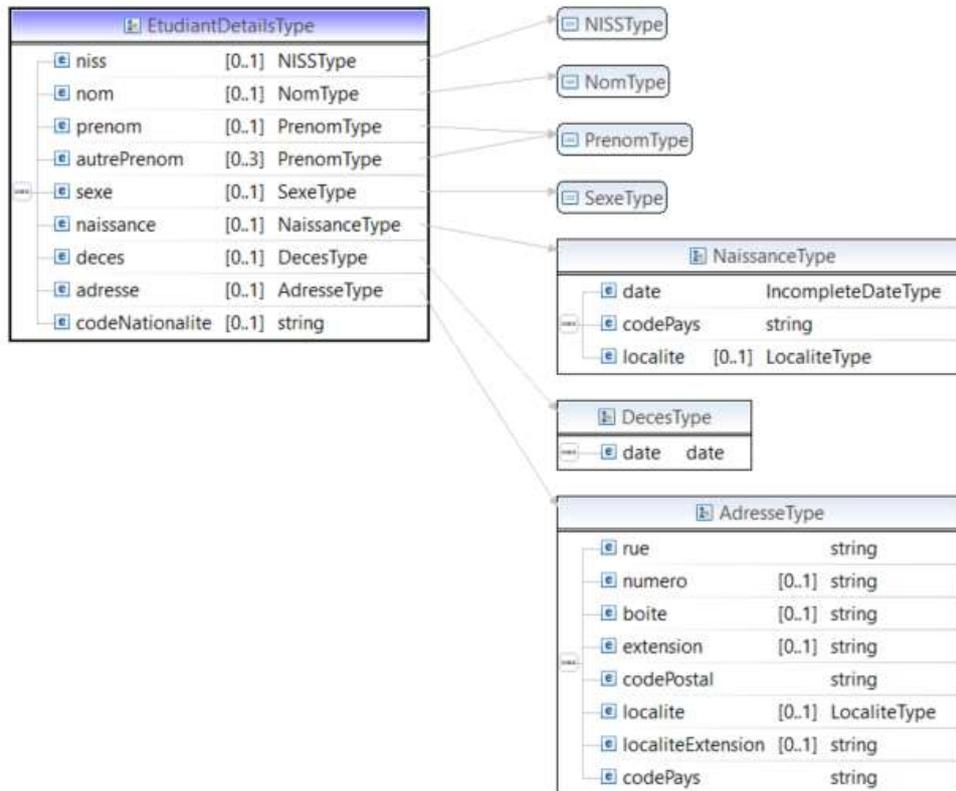 EtudiantDetailsType
niss [0..1] NISSType
nom [0..1] NomType
prenom [0..1] PrenomType
autrePrenom [0..3] PrenomType
sexe [0..1] SexeType
naissance [0..1] NaissanceType
deces [0..1] DecesType
adresse [0..1] AdresseType
codeNationalite [0..1] string
NISSType
NomType
PrenomType
SexeType
NaissanceType
date IncompleteDateType
codePays string
localite [0..1] LocaliteType
DecesType
date date
AdresseType
rue string
numero [0..1] string
boite [0..1] string
extension [0..1] string
codePostal string
localite [0..1] LocaliteType
localiteExtension [0..1] string
codePays string